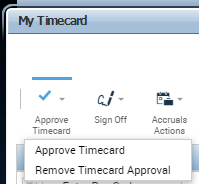 My Timecard
Approve Timecard
Sign Off
Accruals Actions
Approve Timecard
Remove Timecard Approval